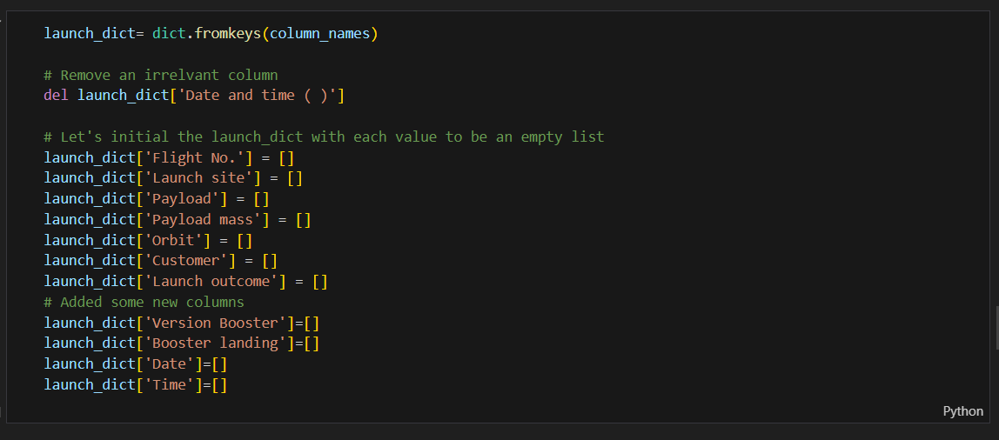 launch_dict= dict.fromkeys(column_names)
# Remove an irrelvant column
del launch_dict['Date and time ( )']
# Let's initial the launch_dict with each value to be an empty list
launch_dict['Flight No.'] = []
launch_dict['Launch site'] = []
launch_dict['Payload'] = []
launch_dict['Payload mass'] = []
launch_dict['Orbit'] = []
launch_dict['Customer'] = []
launch_dict['Launch outcome'] = []
# Added some new columns
launch_dict['Version Booster']=[]
launch_dict['Booster landing']=[]
launch_dict['Date']=[]
launch_dict['Time']=[]
Python